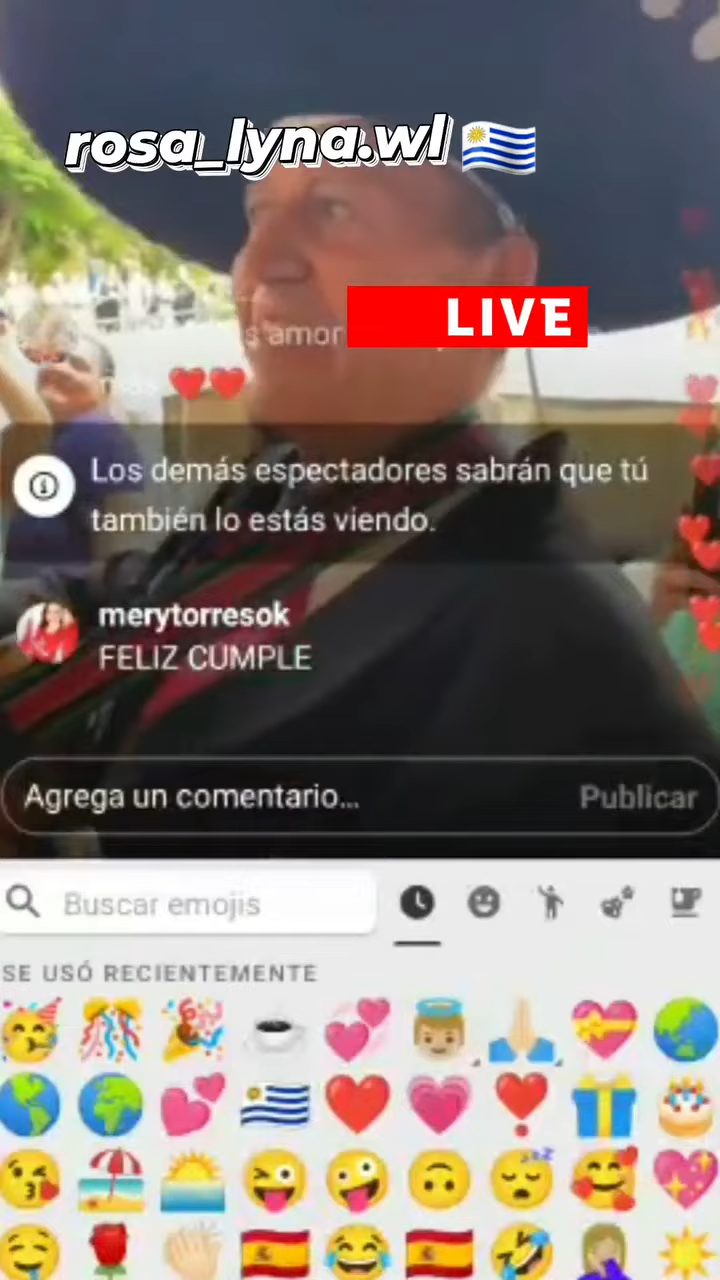 rosa_lyna.wl
LIVE
s amor
Los demás espectadores sabrán que tú
también lo estás viendo.
merytorresok
FELIZ CUMPLE
Agrega un comentario...
Publicar
Buscar emojis
SE USÓ RECIENTEMENTE